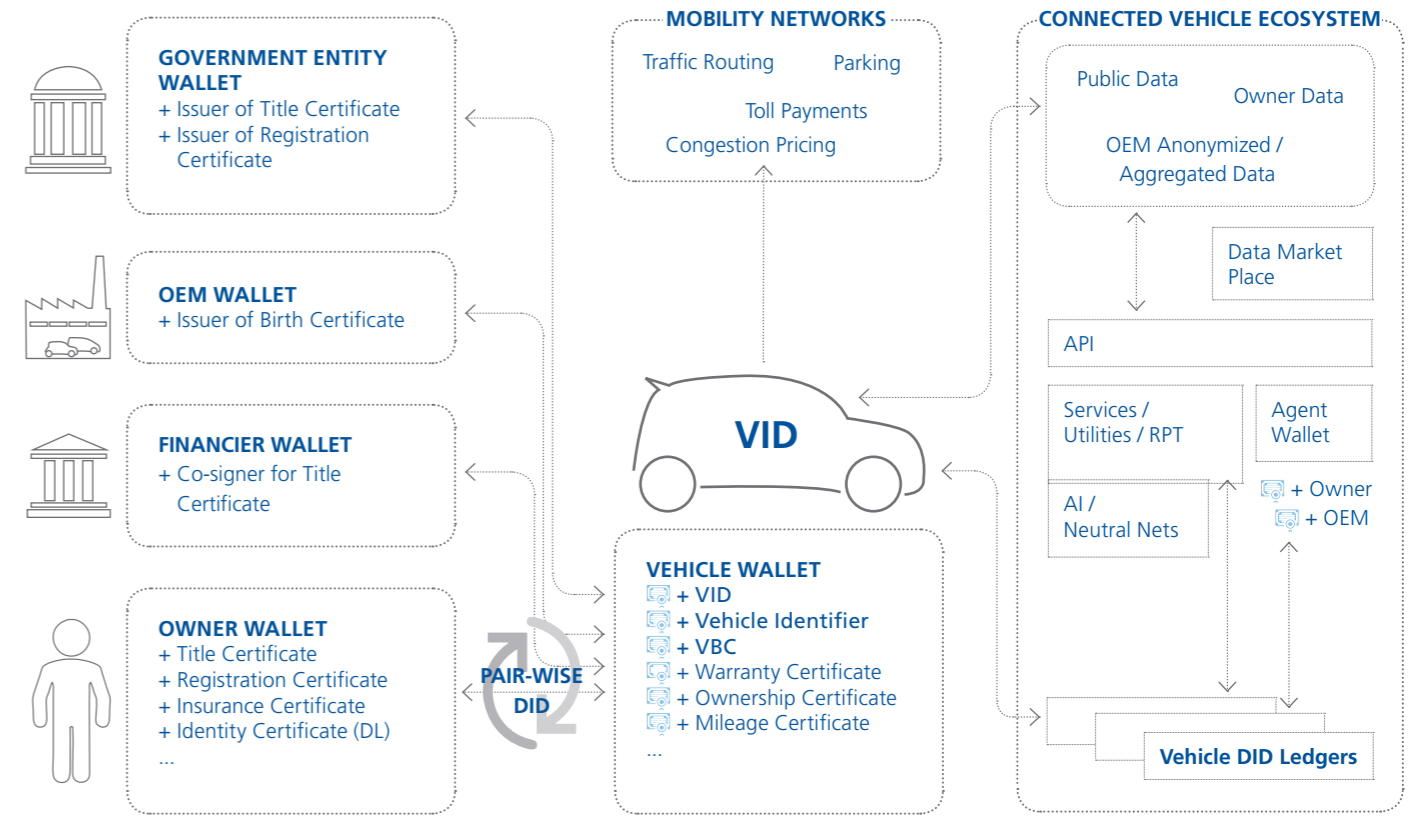 GOVERNMENT ENTITY
WALLET
+ Issuer of Title Certificate
+ Issuer of Registration
Certificate
OEM WALLET
+ Issuer of Birth Certificate
FINANCIER WALLET
+ Co-signer for Title
Certificate
OWNER WALLET
+ Title Certificate
+ Registration Certificate
+ Insurance Certificate
+ Identity Certificate (DL)
...
PAIR-WISE
DID
MOBILITY NETWORKS
Traffic Routing
Parking
Toll Payments
Congestion Pricing
VID
VEHICLE WALLET
+ VID
+ Vehicle Identifier
+ VBC
+ Warranty Certificate
+ Ownership Certificate
+ Mileage Certificate
...
CONNECTED VEHICLE ECOSYSTEM
Public Data
Owner Data
OEM Anonymized /
Aggregated Data
Data Market
Place
API
Services /
Utilities / RPT
Agent
Wallet
+ Owner
+ OEM
AI /
Neutral Nets
Vehicle DID Ledgers